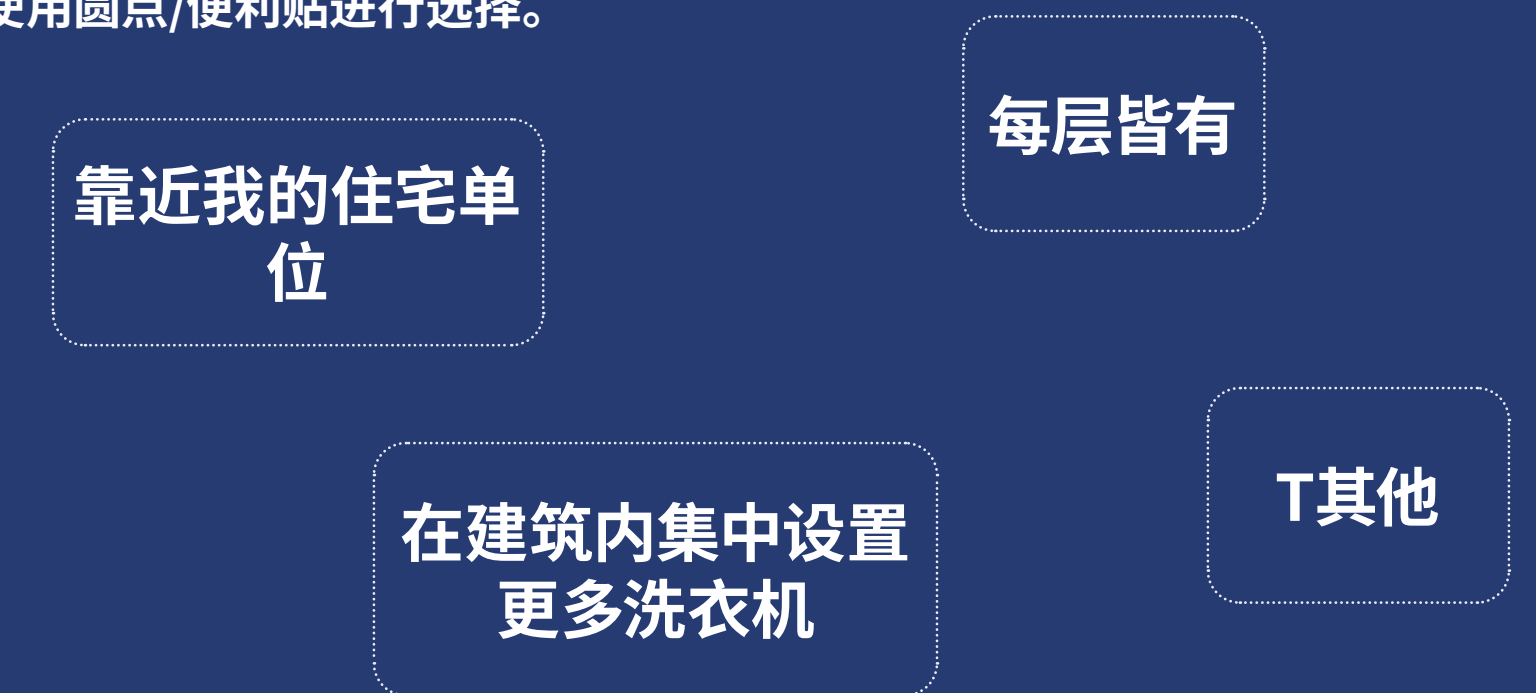 使用圆点/便利贴进行选择。
每层皆有
靠近我的住宅单
位
T其他
在建筑内集中设置
更多洗衣机